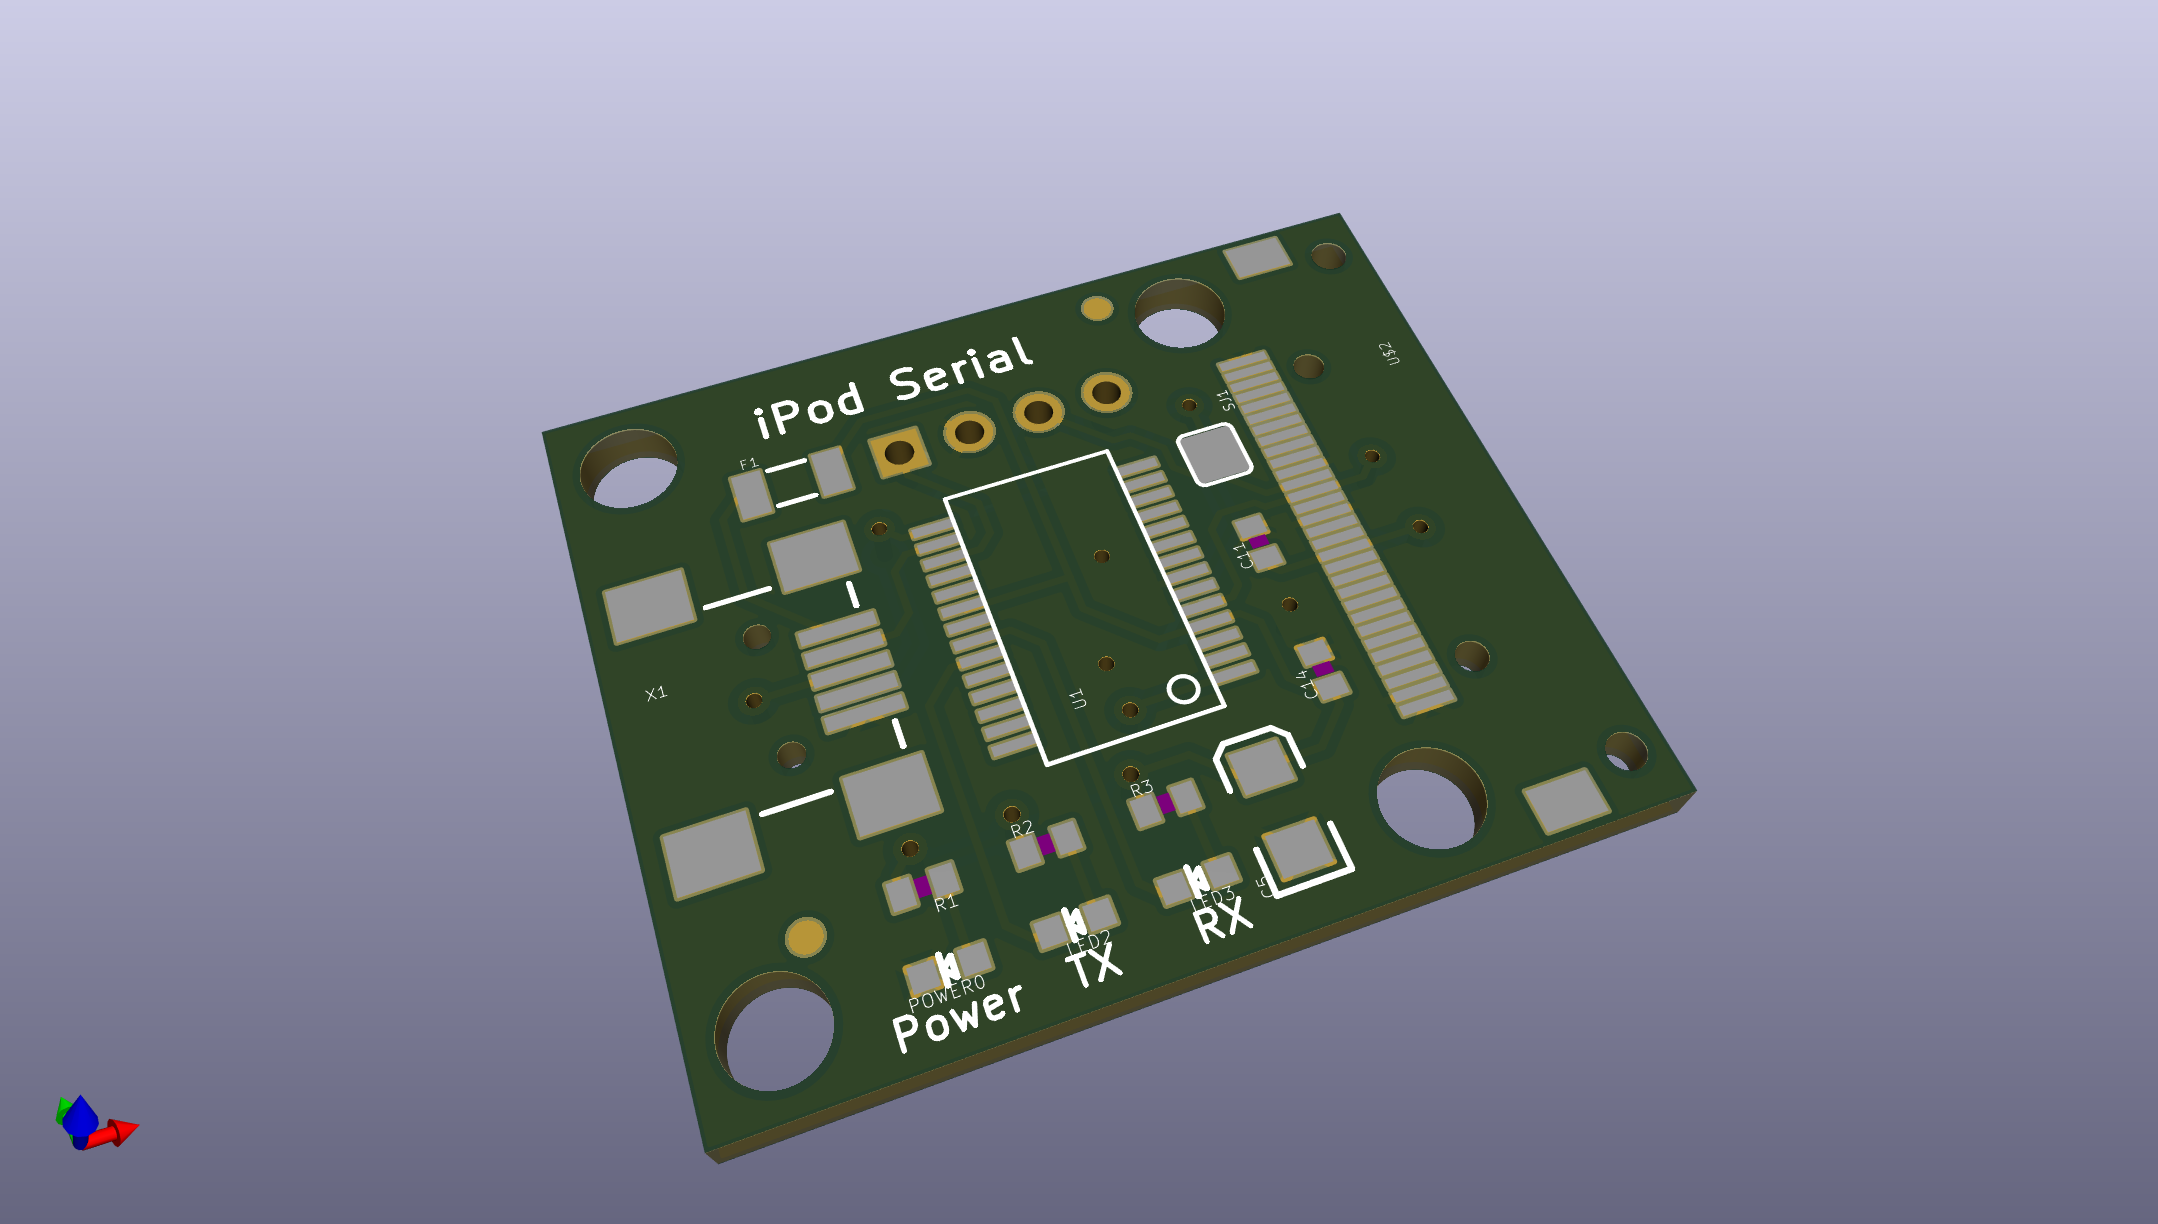 iPod Serial
F1
SJ1
U$2
C11
X1
C14
U1
R3
R2
R1
LED3
C5
RX
LED2
TX
POWER0
Power